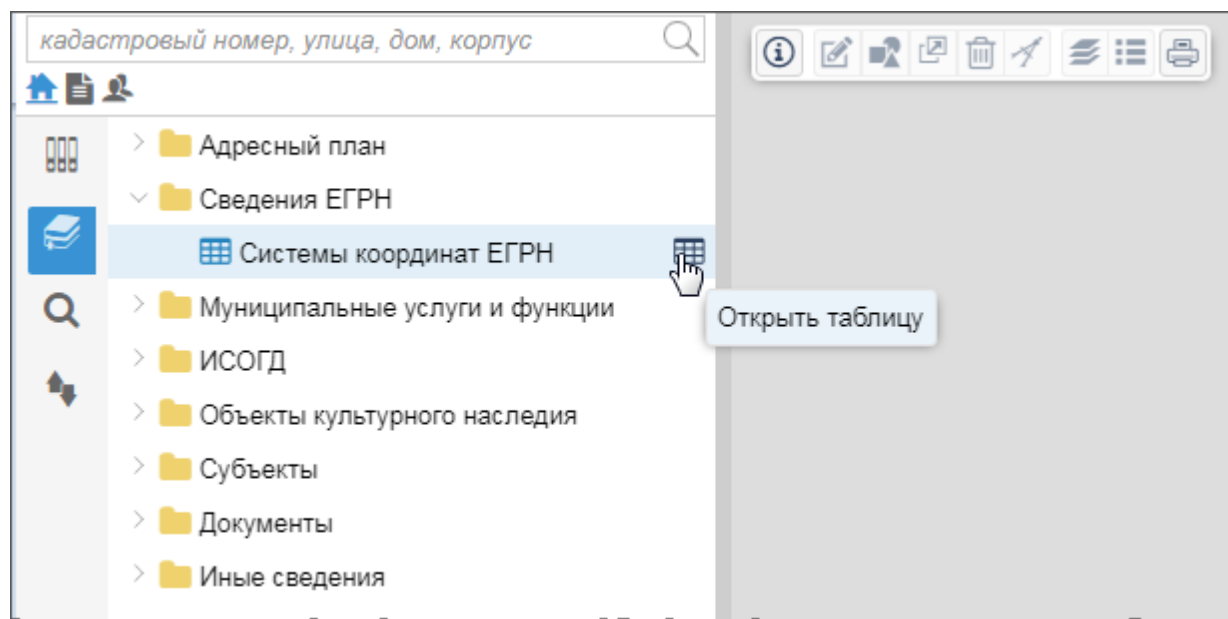 кадастровый номер, улица, дом, корпус
Адресный план
Сведения ЕГРН
Системы координат ЕГРН
Открыть таблицу
Муниципальные услуги и функции
ИСОГД
Объекты культурного наследия
Субъекты
Документы
Иные сведения